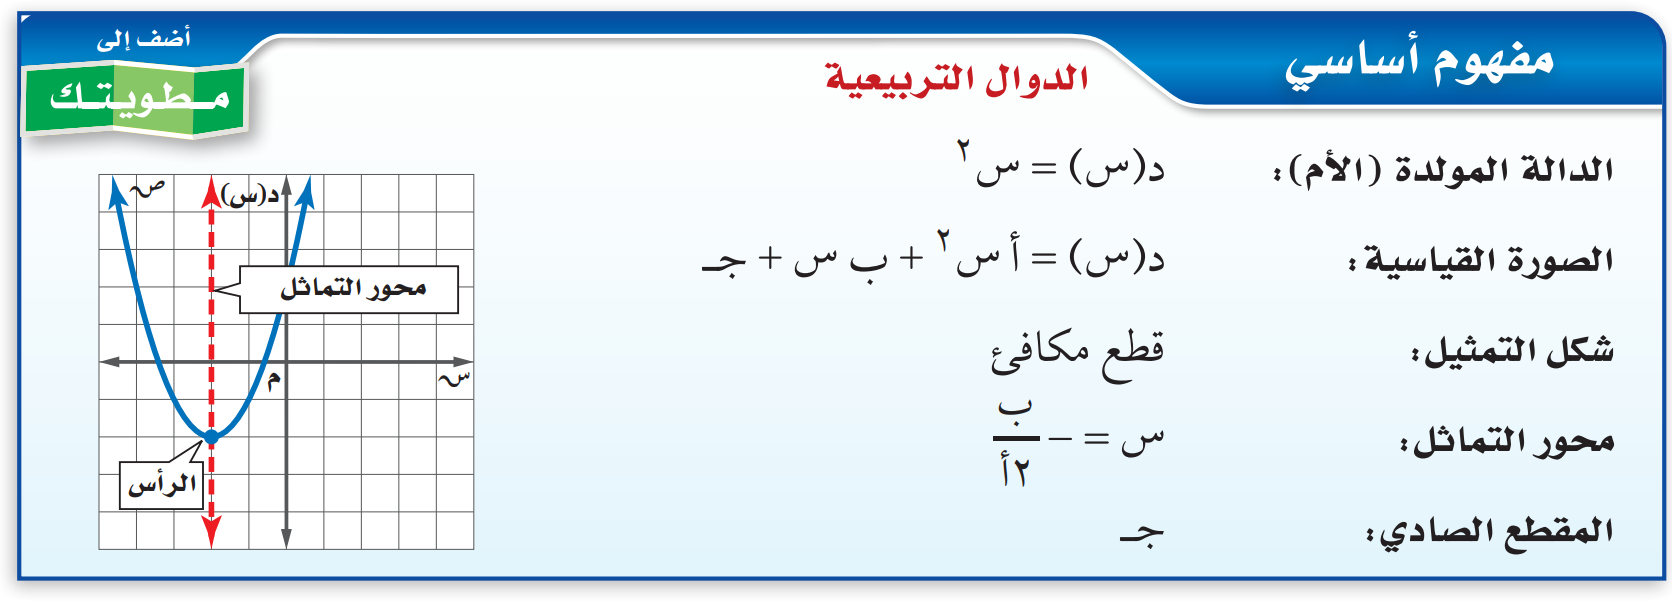 مفهوم أساسي
الدوال التربيعية
أضف إلى
مـطويتـك
الدالة المولدة (الأم): د(س) = س٢
الصورة القياسية: د(س) = أ س٢ + ب س + جـ
شكل التمثيل: قطع مكافئ
محور التماثل: س = − ب/٢أ
المقطع الصادي: جـ
د(س)
ص
محور التماثل
م
س
الرأس